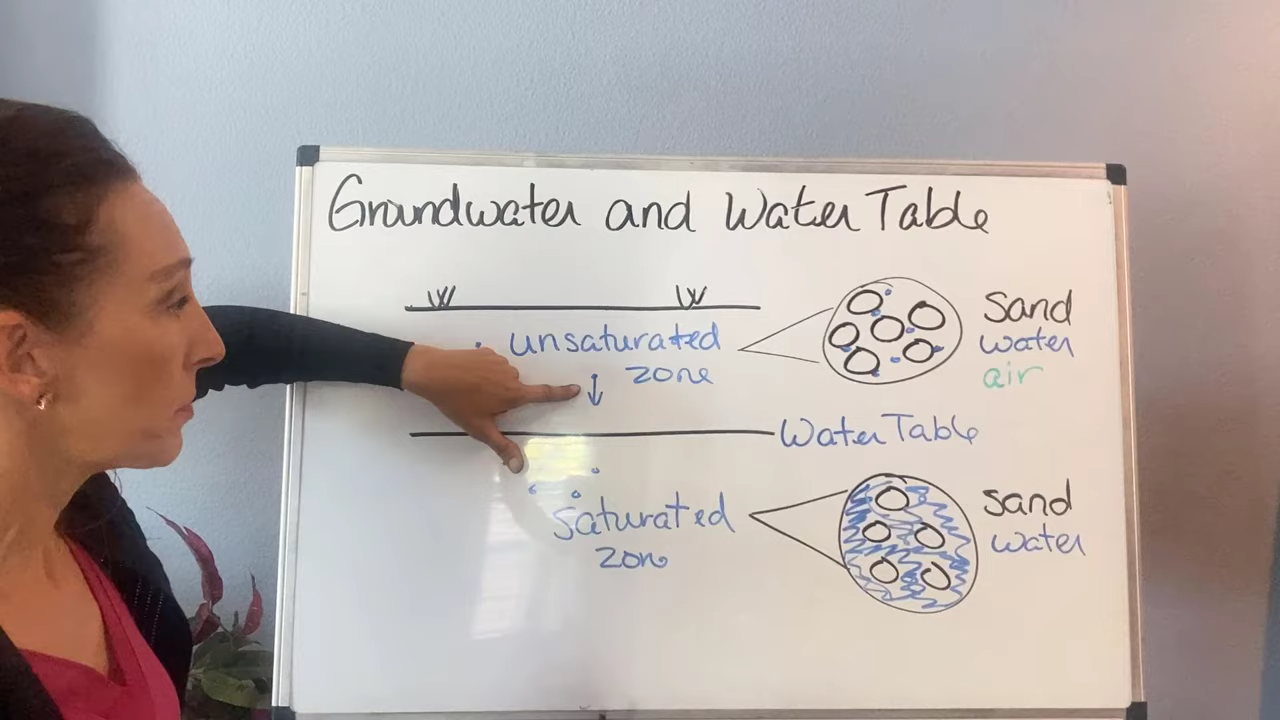 Groundwater and Water Table
unsaturated
zone
Sand
water
air
Water Table
saturated
zone
sand
water